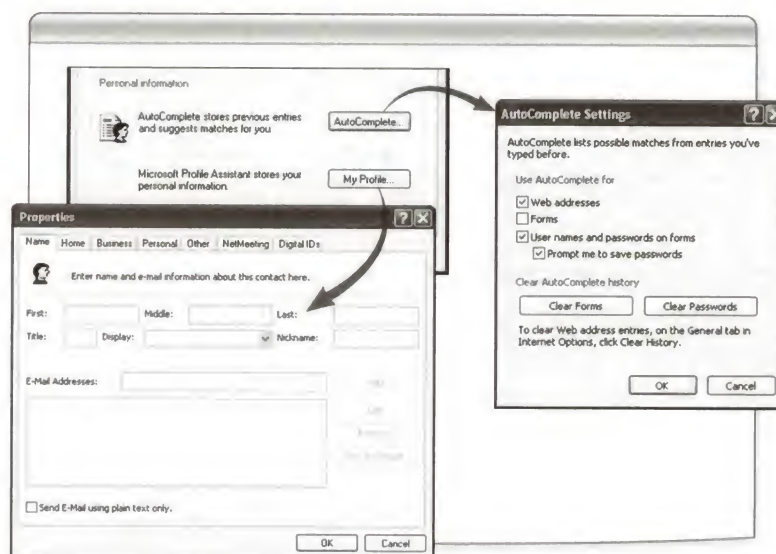 Personal information
AutoComplete stores previous entries
and suggests matches for you
AutoComplete..
Microsoft Profile Assistant stores your
personal information.
My Profile...
Properties
Name Home Business Personal Other NetMeeting Digital IDs
Enter name and e-mail information about this contact here.
First: Middle: Last:
Title: Display: Nickname:
E-Mail Addresses:
Send E-Mail using plain text only.
OK Cancel
AutoComplete Settings
AutoComplete lists possible matches from entries you've
typed before.
Use AutoComplete for
Web addresses
Forms
User names and passwords on forms
Prompt me to save passwords
Clear AutoComplete history
Clear Forms Clear Passwords
To clear Web address entries, on the General tab in
Internet Options, click Clear History.
OK Cancel